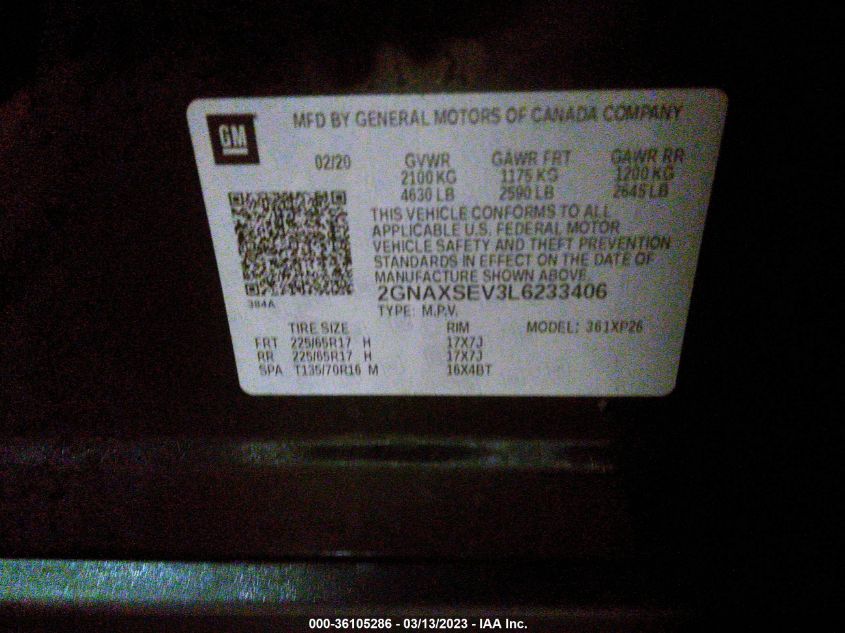 GM
MFD BY GENERAL MOTORS OF CANADA COMPANY
02/20 GVWR GAWR FRT GAWR RR
2100 KG 1175 KG 1200 KG
4630 LB 2590 LB 2645 LB
THIS VEHICLE CONFORMS TO ALL
APPLICABLE U.S. FEDERAL MOTOR
VEHICLE SAFETY AND THEFT PREVENTION
STANDARDS IN EFFECT ON THE DATE OF
MANUFACTURE SHOWN ABOVE.
2GNAXSEV3L6233406
384A
TYPE: M.P.V.
TIRE SIZE RIM MODEL: 361XP26
FRT 225/65R17 H 17X7J
RR 225/65R17 H 17X7J
SPA T135/70R16 M 16X4BT
000-36105286 - 03/13/2023 - IAA Inc.